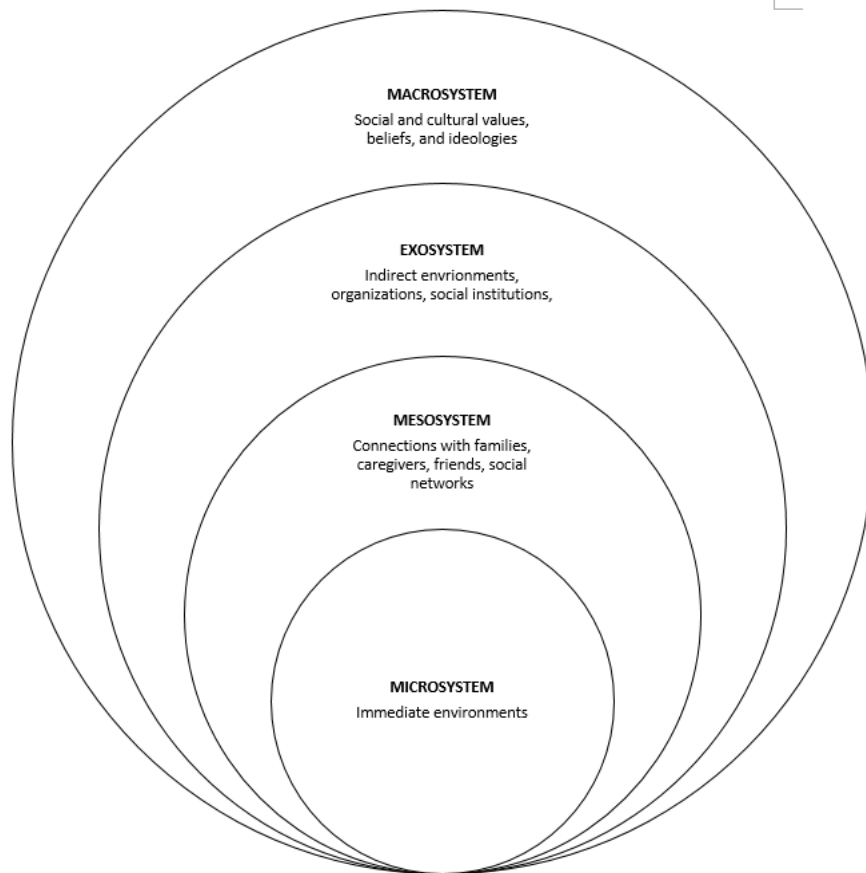 MACROSYSTEM
Social and cultural values,
beliefs, and ideologies
EXOSYSTEM
Indirect envrionments,
organizations, social institutions,
MESOSYSTEM
Connections with families,
caregivers, friends, social
networks
MICROSYSTEM
Immediate environments